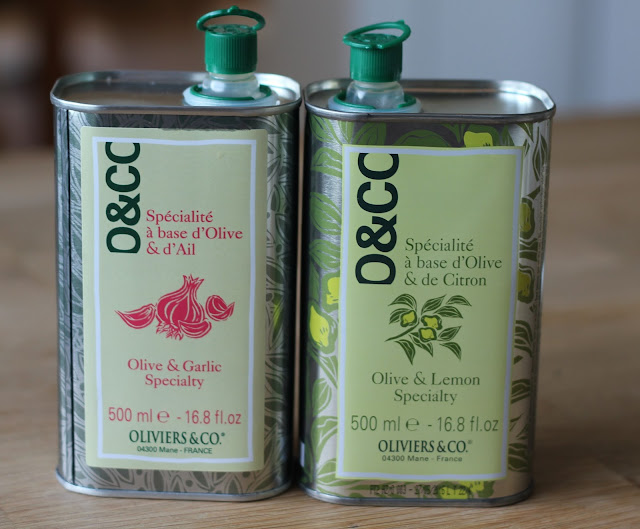 O&CO
Spécialité
à base d'Olive
& d'Ail
Olive & Garlic
Specialty
500 ml e - 16.8 fl.oz
OLIVIERS&CO.®
04300 Mane - FRANCE
O&CO
Spécialité
à base d'Olive
& de Citron
Olive & Lemon
Specialty
500 ml e - 16.8 fl.oz
OLIVIERS&CO.®
04300 Mane - France